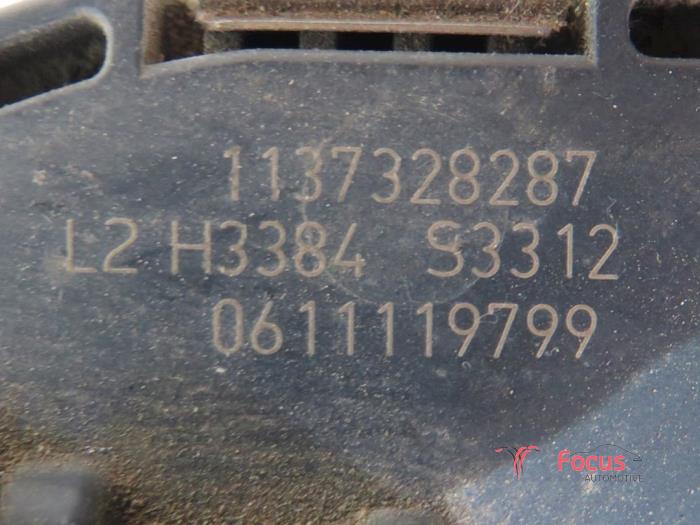 1137328287
L2 H3384 S3312
0611119799
Focus
AUTOMOTIVE